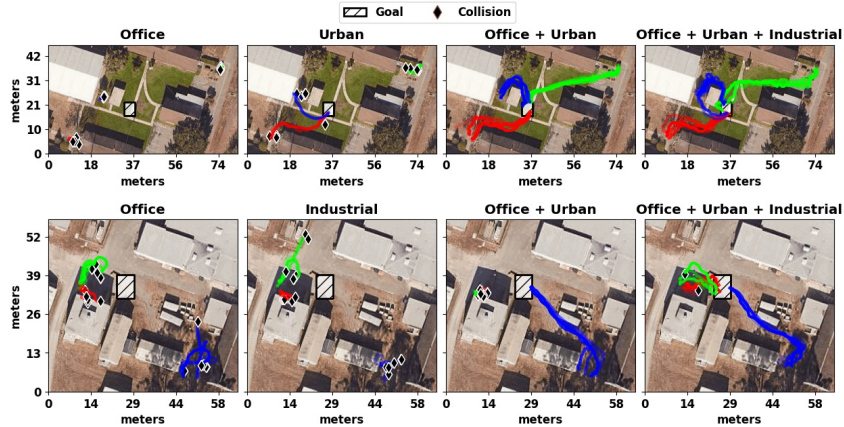 Goal Collision
Office Urban Office + Urban Office + Urban + Industrial
meters
42
31
21
10
0
0 18 37 56 74 0 18 37 56 74 0 18 37 56 74 0 18 37 56 74
meters meters meters meters
Office Industrial Office + Urban Office + Urban + Industrial
meters
52
39
26
13
0
0 14 29 44 58 0 14 29 44 58 0 14 29 44 58 0 14 29 44 58
meters meters meters meters